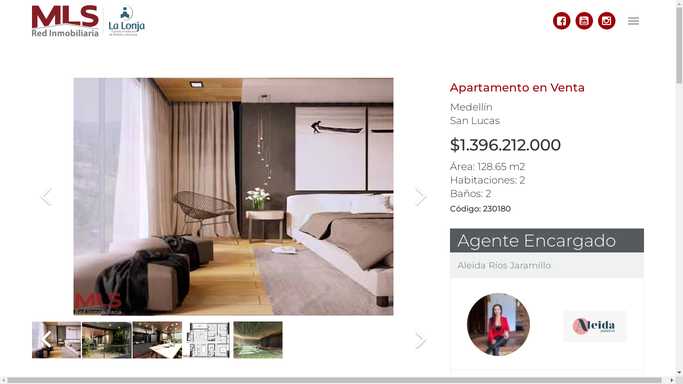 MLS
Red Inmobiliaria
La Lonja
Apartamento en Venta
Medellín
San Lucas
$1.396.212.000
Área: 128.65 m2
Habitaciones: 2
Baños: 2
Código: 230180
MLS
Red Inmobiliaria
Agente Encargado
Aleida Ríos Jaramillo
Aleida